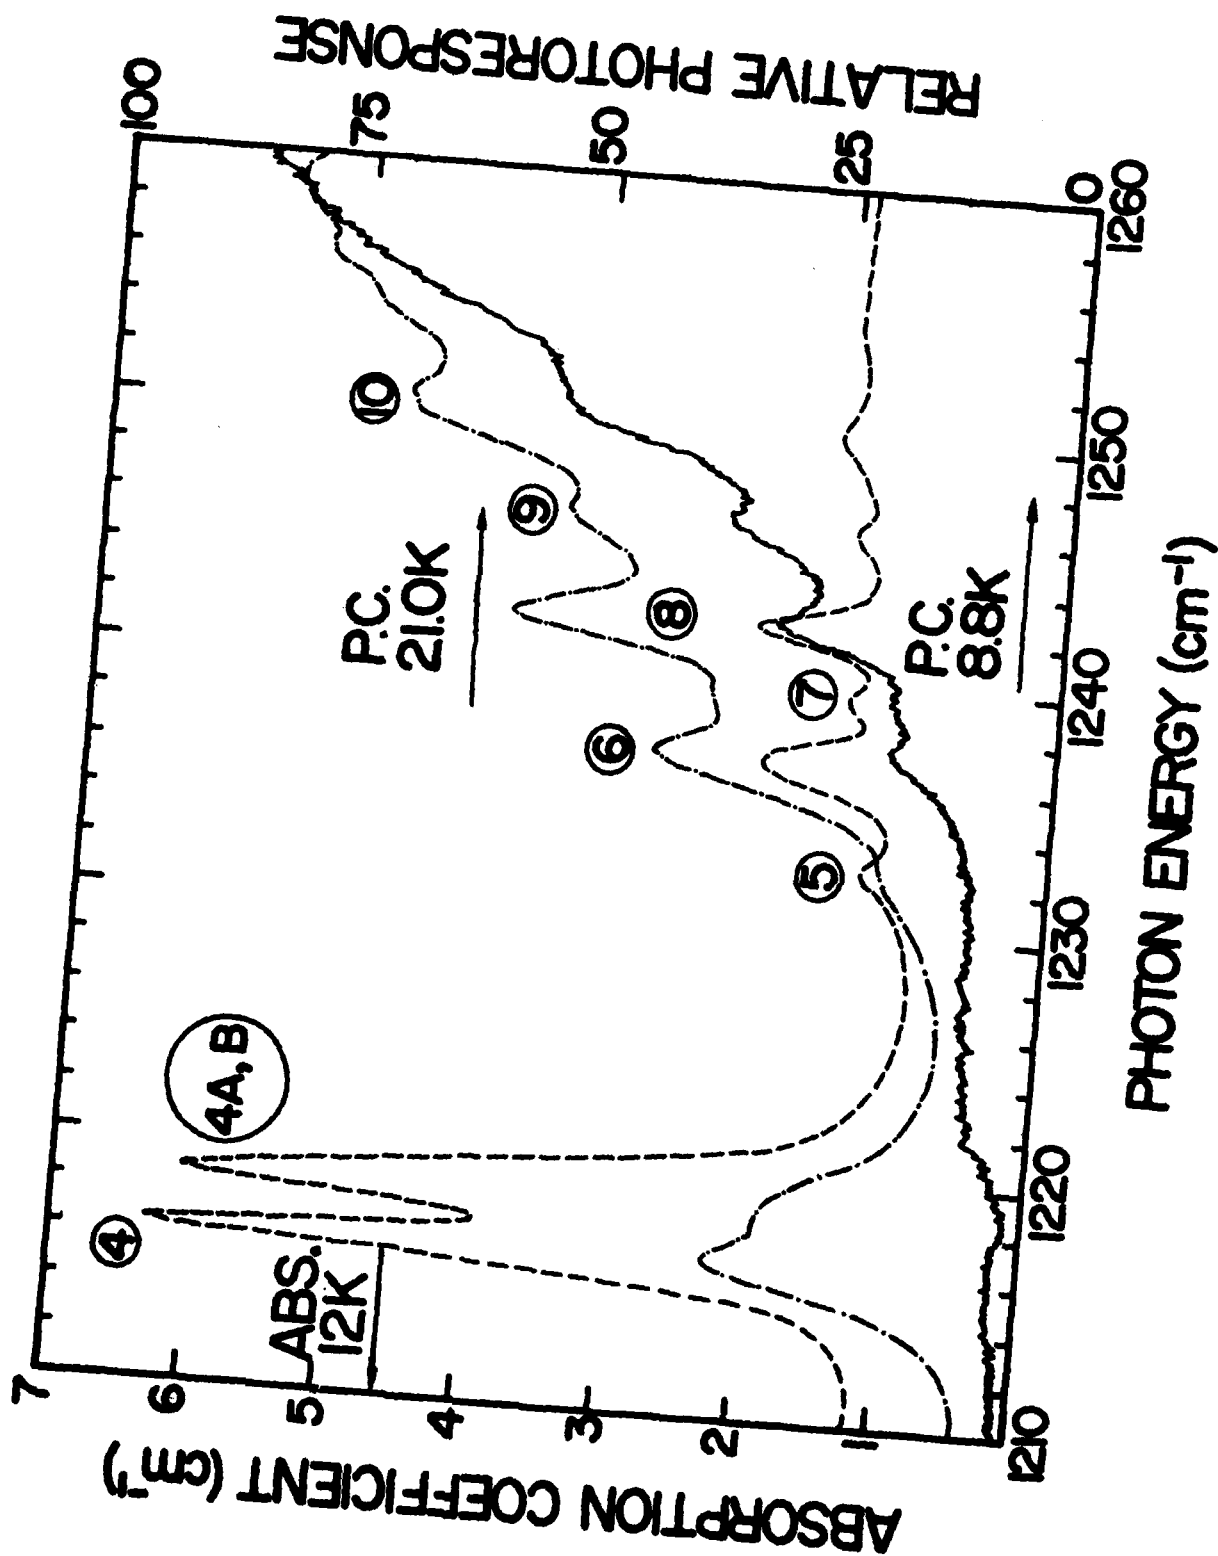 ABSORPTION COEFFICIENT (cm⁻¹)
7
6
5
4
3
2
1
RELATIVE PHOTORESPONSE
100
75
50
25
0
④
4A,B
ABS.
12K
⑤
⑥
⑦
⑧
⑨
⑩
P.C.
21.0K
P.C.
8.8K
1210
1220
1230
1240
1250
1260
PHOTON ENERGY (cm⁻¹)